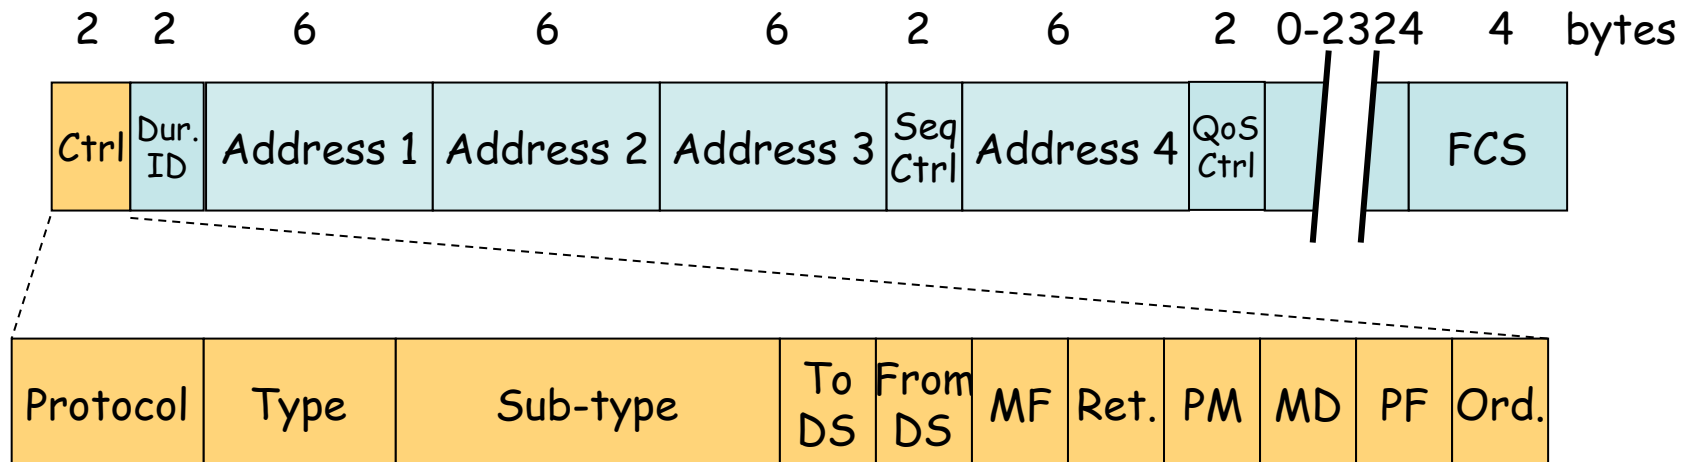 2 2 6 6 6 2 6 2 0-2324 4 bytes
Ctrl Dur. ID Address 1 Address 2 Address 3 Seq Ctrl Address 4 QoS Ctrl FCS
Protocol Type Sub-type To DS From DS MF Ret. PM MD PF Ord.